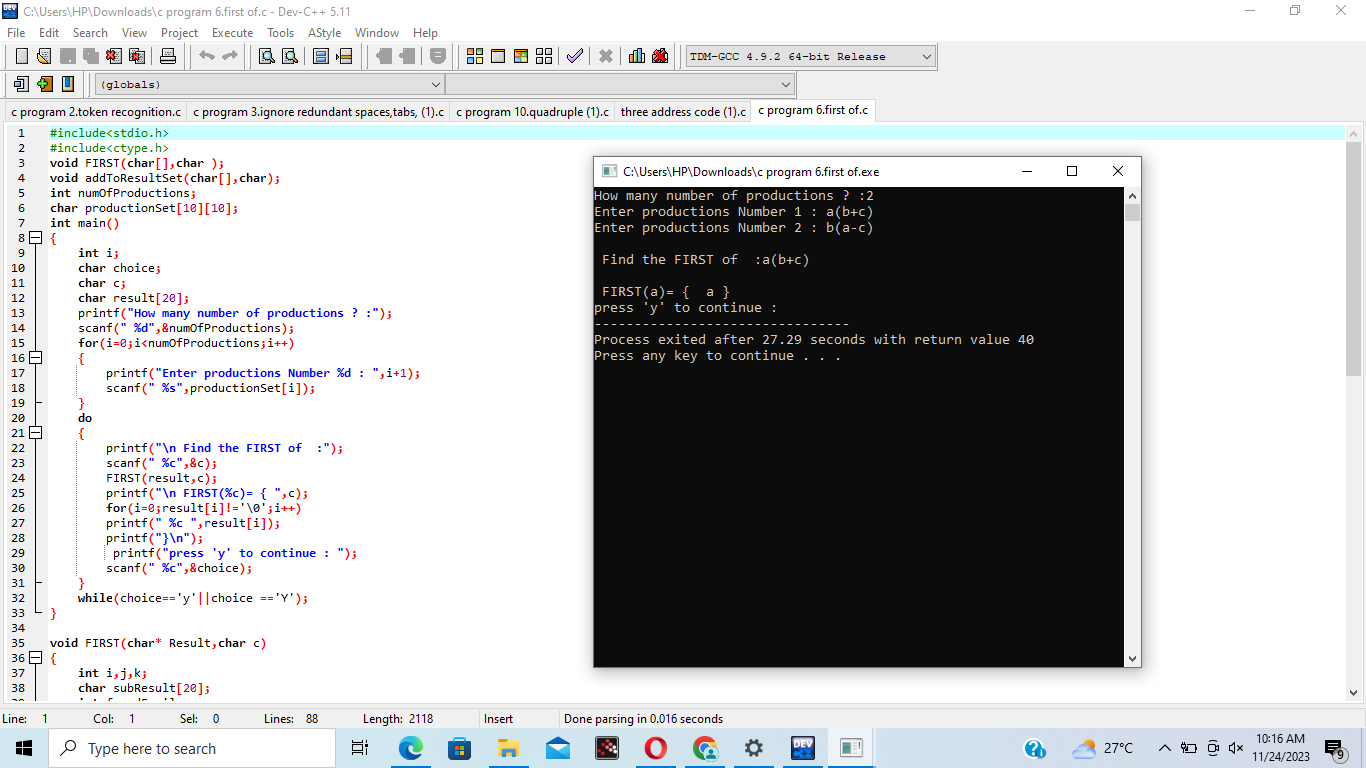 C:\Users\HP\Downloads\c program 6.first of.c - Dev-C++ 5.11
File Edit Search View Project Execute Tools AStyle Window Help
TDM-GCC 4.9.2 64-bit Release
(globals)
c program 2.token recognition.c c program 3.ignore redundant spaces,tabs, (1).c c program 10.quadruple (1).c three address code (1).c c program 6.first of.c
1 #include<stdio.h>
2 #include<ctype.h>
3 void FIRST(char[],char );
4 void addToResultSet(char[],char);
5 int numOfProductions;
6 char productionSet[10][10];
7 int main()
8 {
9 int i;
10 char choice;
11 char c;
12 char result[20];
13 printf("How many number of productions ? :");
14 scanf(" %d",&numOfProductions);
15 for(i=0;i<numOfProductions;i++)
16 {
17 printf("Enter productions Number %d : ",i+1);
18 scanf(" %s",productionSet[i]);
19 }
20 do
21 {
22 printf("\n Find the FIRST of  :");
23 scanf(" %c",&c);
24 FIRST(result,c);
25 printf("\n FIRST(%c)= { ",c);
26 for(i=0;result[i]!='\0';i++)
27 printf(" %c ",result[i]);
28 printf("}\n");
29 printf("press 'y' to continue : ");
30 scanf(" %c",&choice);
31 }
32 while(choice=='y'||choice =='Y');
33 }
34
35 void FIRST(char* Result,char c)
36 {
37 int i,j,k;
38 char subResult[20];
C:\Users\HP\Downloads\c program 6.first of.exe
How many number of productions ? :2
Enter productions Number 1 : a(b+c)
Enter productions Number 2 : b(a-c)
Find the FIRST of  :a(b+c)
FIRST(a)= {  a }
press 'y' to continue :
--------------------------------
Process exited after 27.29 seconds with return value 40
Press any key to continue . . .
Line: 1 Col: 1 Sel: 0 Lines: 88 Length: 2118 Insert Done parsing in 0.016 seconds
Type here to search
DEV
27°C
10:16 AM
11/24/2023
9